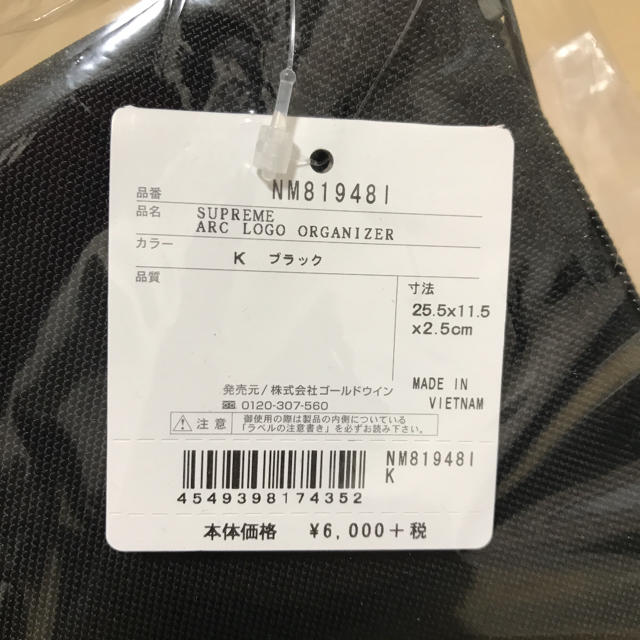 品番 NM81948I
品名 SUPREME
ARC LOGO ORGANIZER
カラー K ブラック
品質
寸法
25.5x11.5
x2.5cm
発売元/株式会社ゴールドウイン
0120-307-560
MADE IN
VIETNAM
注意 御使用の際は製品の内側についている
「ラベルの注意書き」を必ずお読み下さい。
NM81948I
K
4549398174352
本体価格 ¥6,000+税